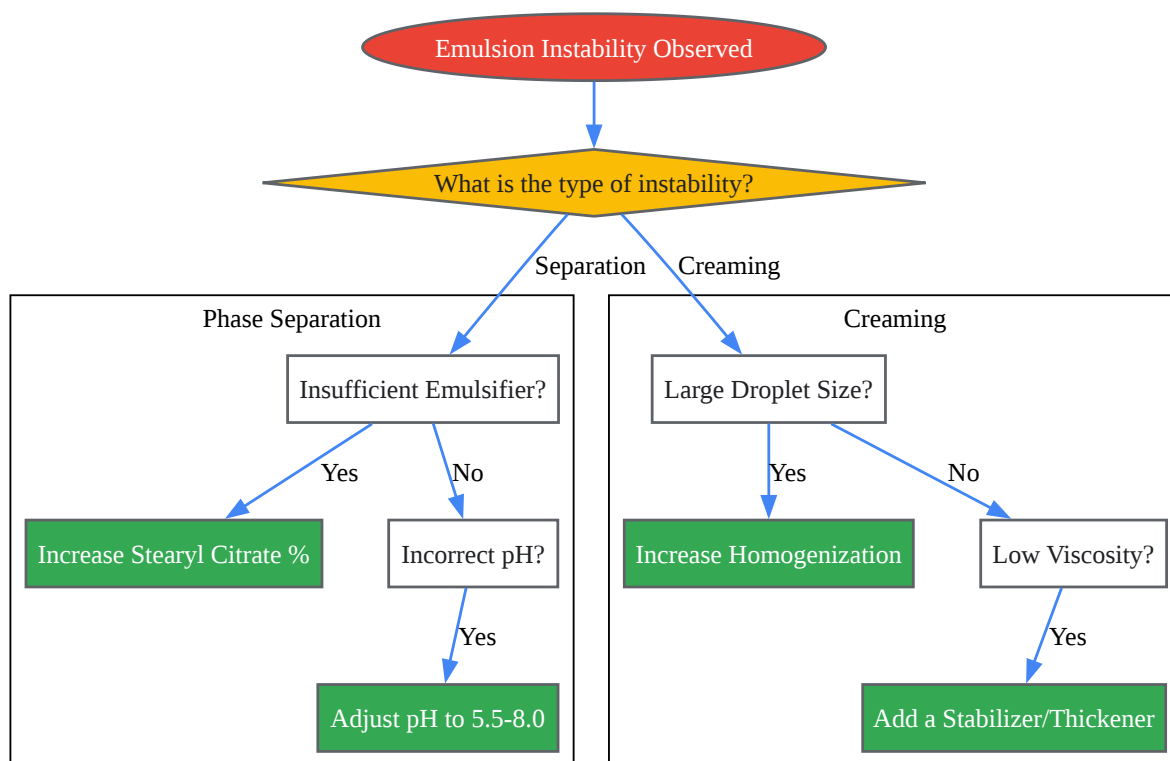 Emulsion Instability Observed
What is the type of instability?
Separation
Creaming
Phase Separation
Insufficient Emulsifier?
Yes
No
Increase Stearyl Citrate %
Incorrect pH?
Yes
Adjust pH to 5.5-8.0
Creaming
Large Droplet Size?
Yes
No
Increase Homogenization
Low Viscosity?
Yes
Add a Stabilizer/Thickener